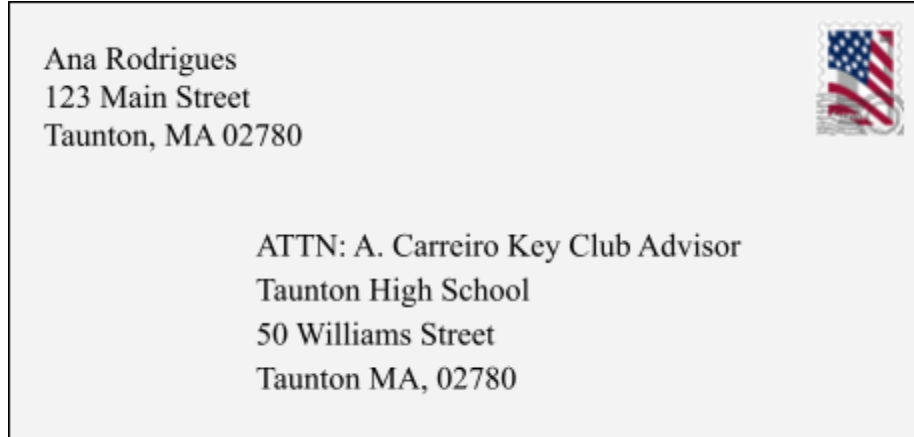 Ana Rodrigues
123 Main Street
Taunton, MA 02780
ATTN: A. Carreiro Key Club Advisor
Taunton High School
50 Williams Street
Taunton MA, 02780